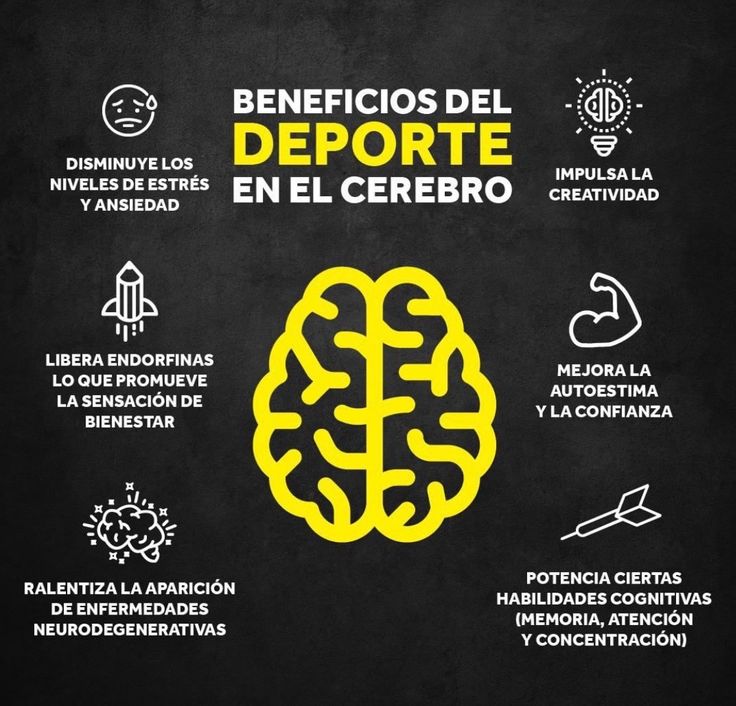 BENEFICIOS DEL
DEPORTE
EN EL CEREBRO
DISMINUYE LOS
NIVELES DE ESTRÉS
Y ANSIEDAD
IMPULSA LA
CREATIVIDAD
LIBERA ENDORFINAS
LO QUE PROMUEVE
LA SENSACIÓN DE
BIENESTAR
MEJORA LA
AUTOESTIMA
Y LA CONFIANZA
RALENTIZA LA APARICIÓN
DE ENFERMEDADES
NEURODEGENERATIVAS
POTENCIA CIERTAS
HABILIDADES COGNITIVAS
(MEMORIA, ATENCIÓN
Y CONCENTRACIÓN)